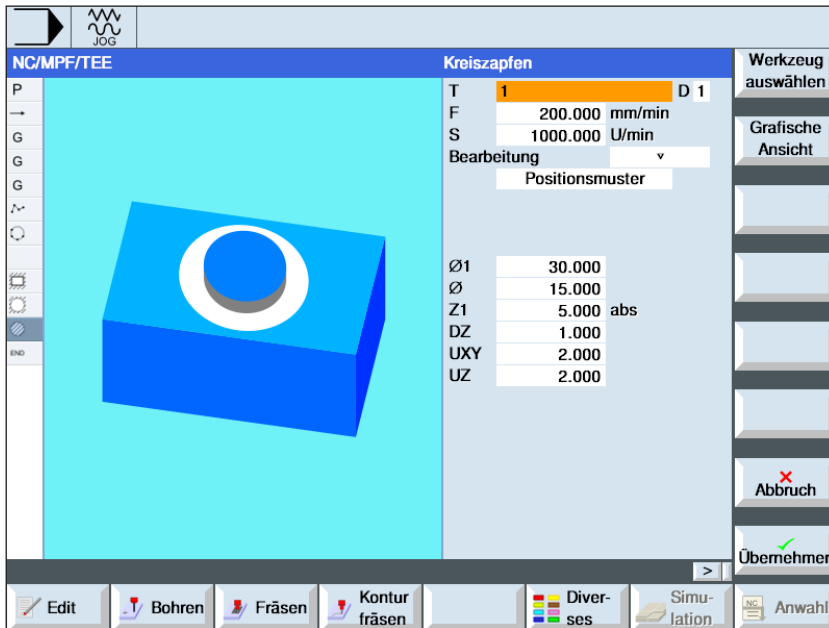 JOG
NC/MPF/TEE
Kreiszapfen
P
G
G
G
END
T 1 D 1
F 200.000 mm/min
S 1000.000 U/min
Bearbeitung ▿
Positionsmuster
Ø1 30.000
Ø 15.000
Z1 5.000 abs
DZ 1.000
UXY 2.000
UZ 2.000
Werkzeug
auswählen
Grafische
Ansicht
Abbruch
Übernehmen
>
Edit
Bohren
Fräsen
Kontur
fräsen
Diver-
ses
Simu-
lation
NC
Anwahl